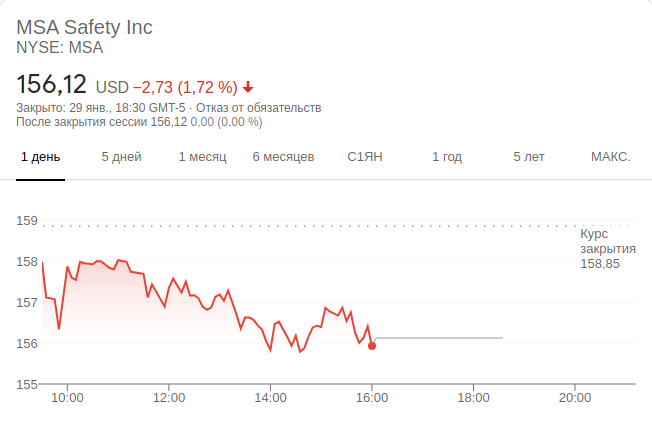 MSA Safety Inc
NYSE: MSA
156,12 USD −2,73 (1,72 %)
Закрыто: 29 янв., 18:30 GMT-5 · Отказ от обязательств
После закрытия сессии 156,12 0,00 (0,00 %)
1 день 5 дней 1 месяц 6 месяцев С1ЯН 1 год 5 лет МАКС.
159
Курс
закрытия
158,85
158
157
156
155
10:00 12:00 14:00 16:00 18:00 20:00